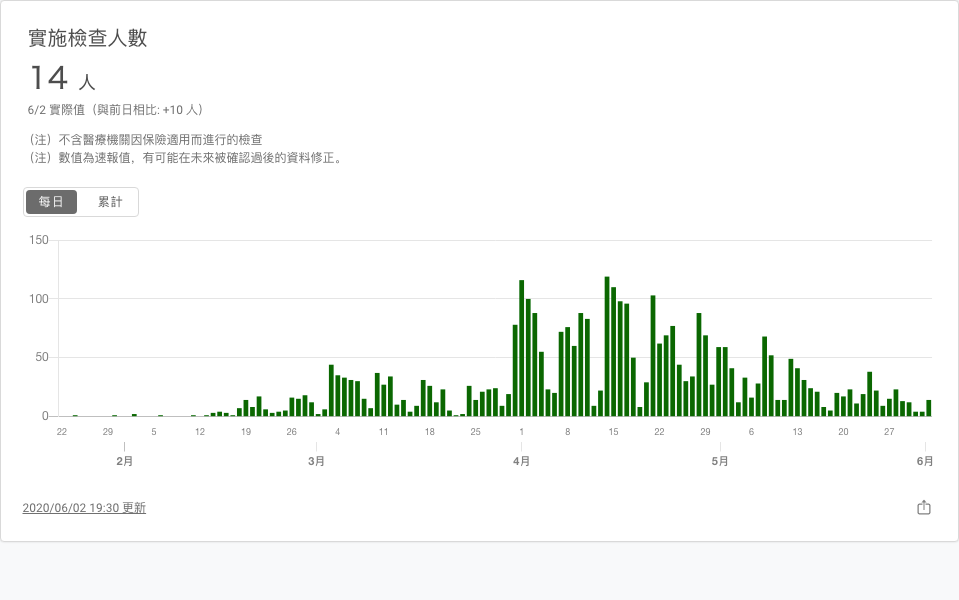 實施檢查人數
14 人
6/2 實際值（與前日相比: +10 人）
（注）不含醫療機關因保險適用而進行的檢查
（注）數值為速報值，有可能在未來被確認過後的資料修正。
每日 累計
150
100
50
0
22 29 5 12 19 26 4 11 18 25 1 8 15 22 29 6 13 20 27
2月 3月 4月 5月 6月
2020/06/02 19:30 更新